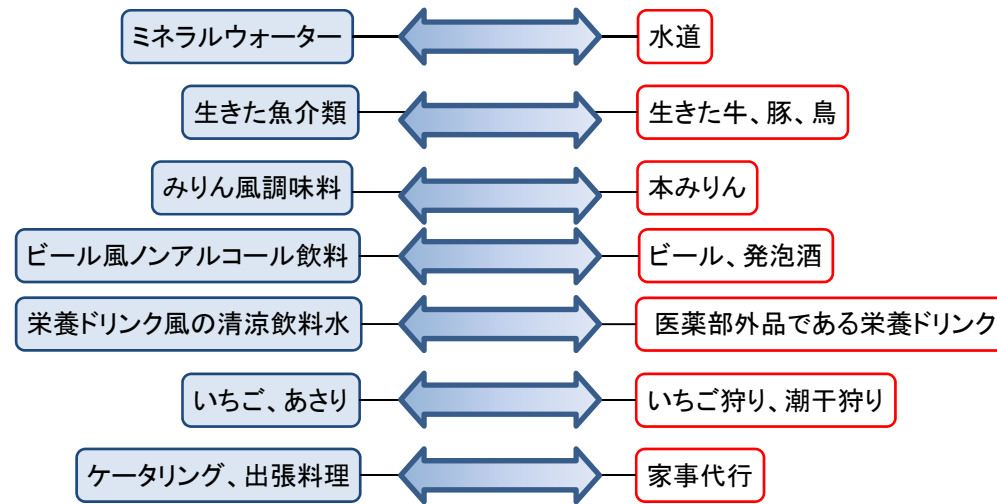 ミネラルウォーター 水道
生きた魚介類 生きた牛、豚、鳥
みりん風調味料 本みりん
ビール風ノンアルコール飲料 ビール、発泡酒
栄養ドリンク風の清涼飲料水 医薬部外品である栄養ドリンク
いちご、あさり いちご狩り、潮干狩り
ケータリング、出張料理 家事代行